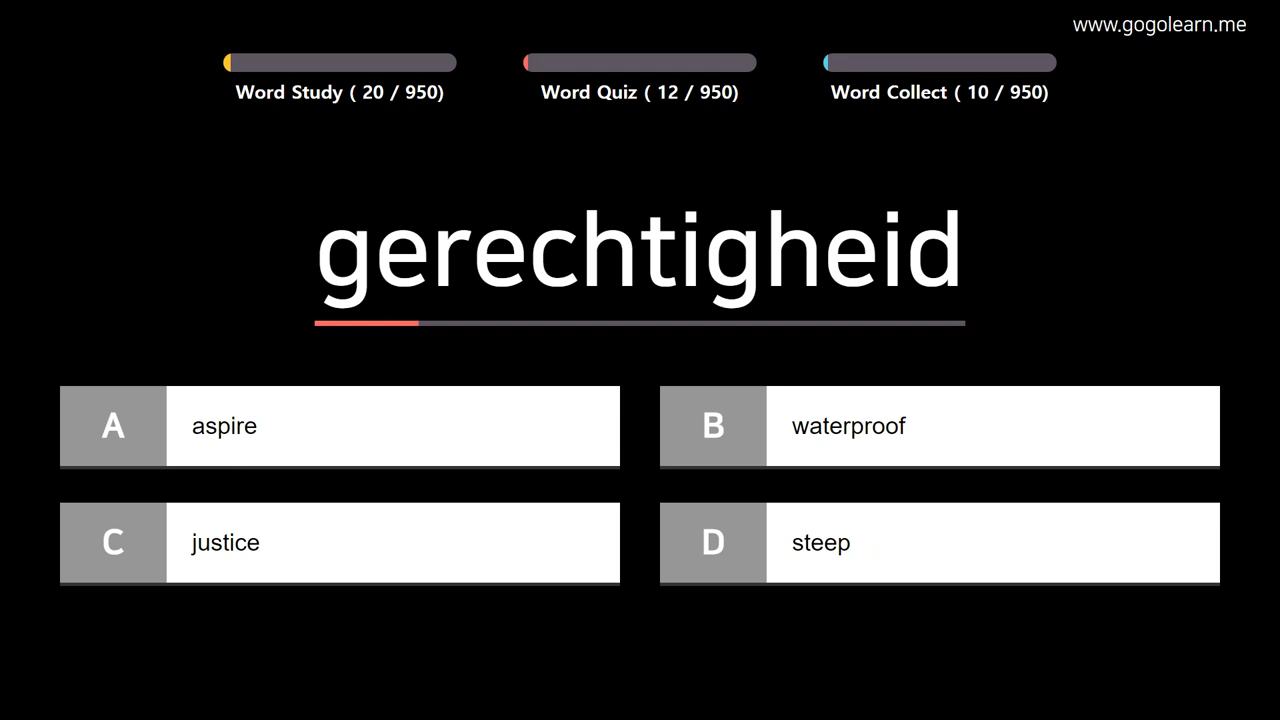 www.gogolearn.me
Word Study ( 20 / 950)
Word Quiz ( 12 / 950)
Word Collect ( 10 / 950)
gerechtigheid
A aspire
B waterproof
C justice
D steep